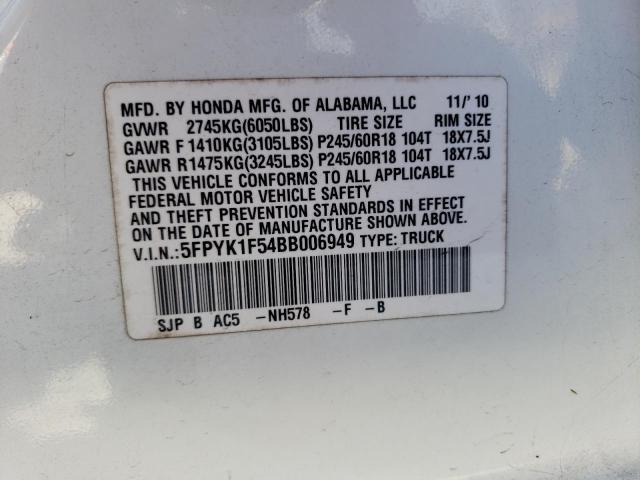 MFD. BY HONDA MFG. OF ALABAMA, LLC 11/'10
GVWR 2745KG(6050LBS) TIRE SIZE RIM SIZE
GAWR F 1410KG(3105LBS) P245/60R18 104T 18X7.5J
GAWR R1475KG(3245LBS) P245/60R18 104T 18X7.5J
THIS VEHICLE CONFORMS TO ALL APPLICABLE
FEDERAL MOTOR VEHICLE SAFETY
AND THEFT PREVENTION STANDARDS IN EFFECT
ON THE DATE OF MANUFACTURE SHOWN ABOVE.
V.I.N.:5FPYK1F54BB006949 TYPE: TRUCK
SJP B AC5 -NH578 -F -B